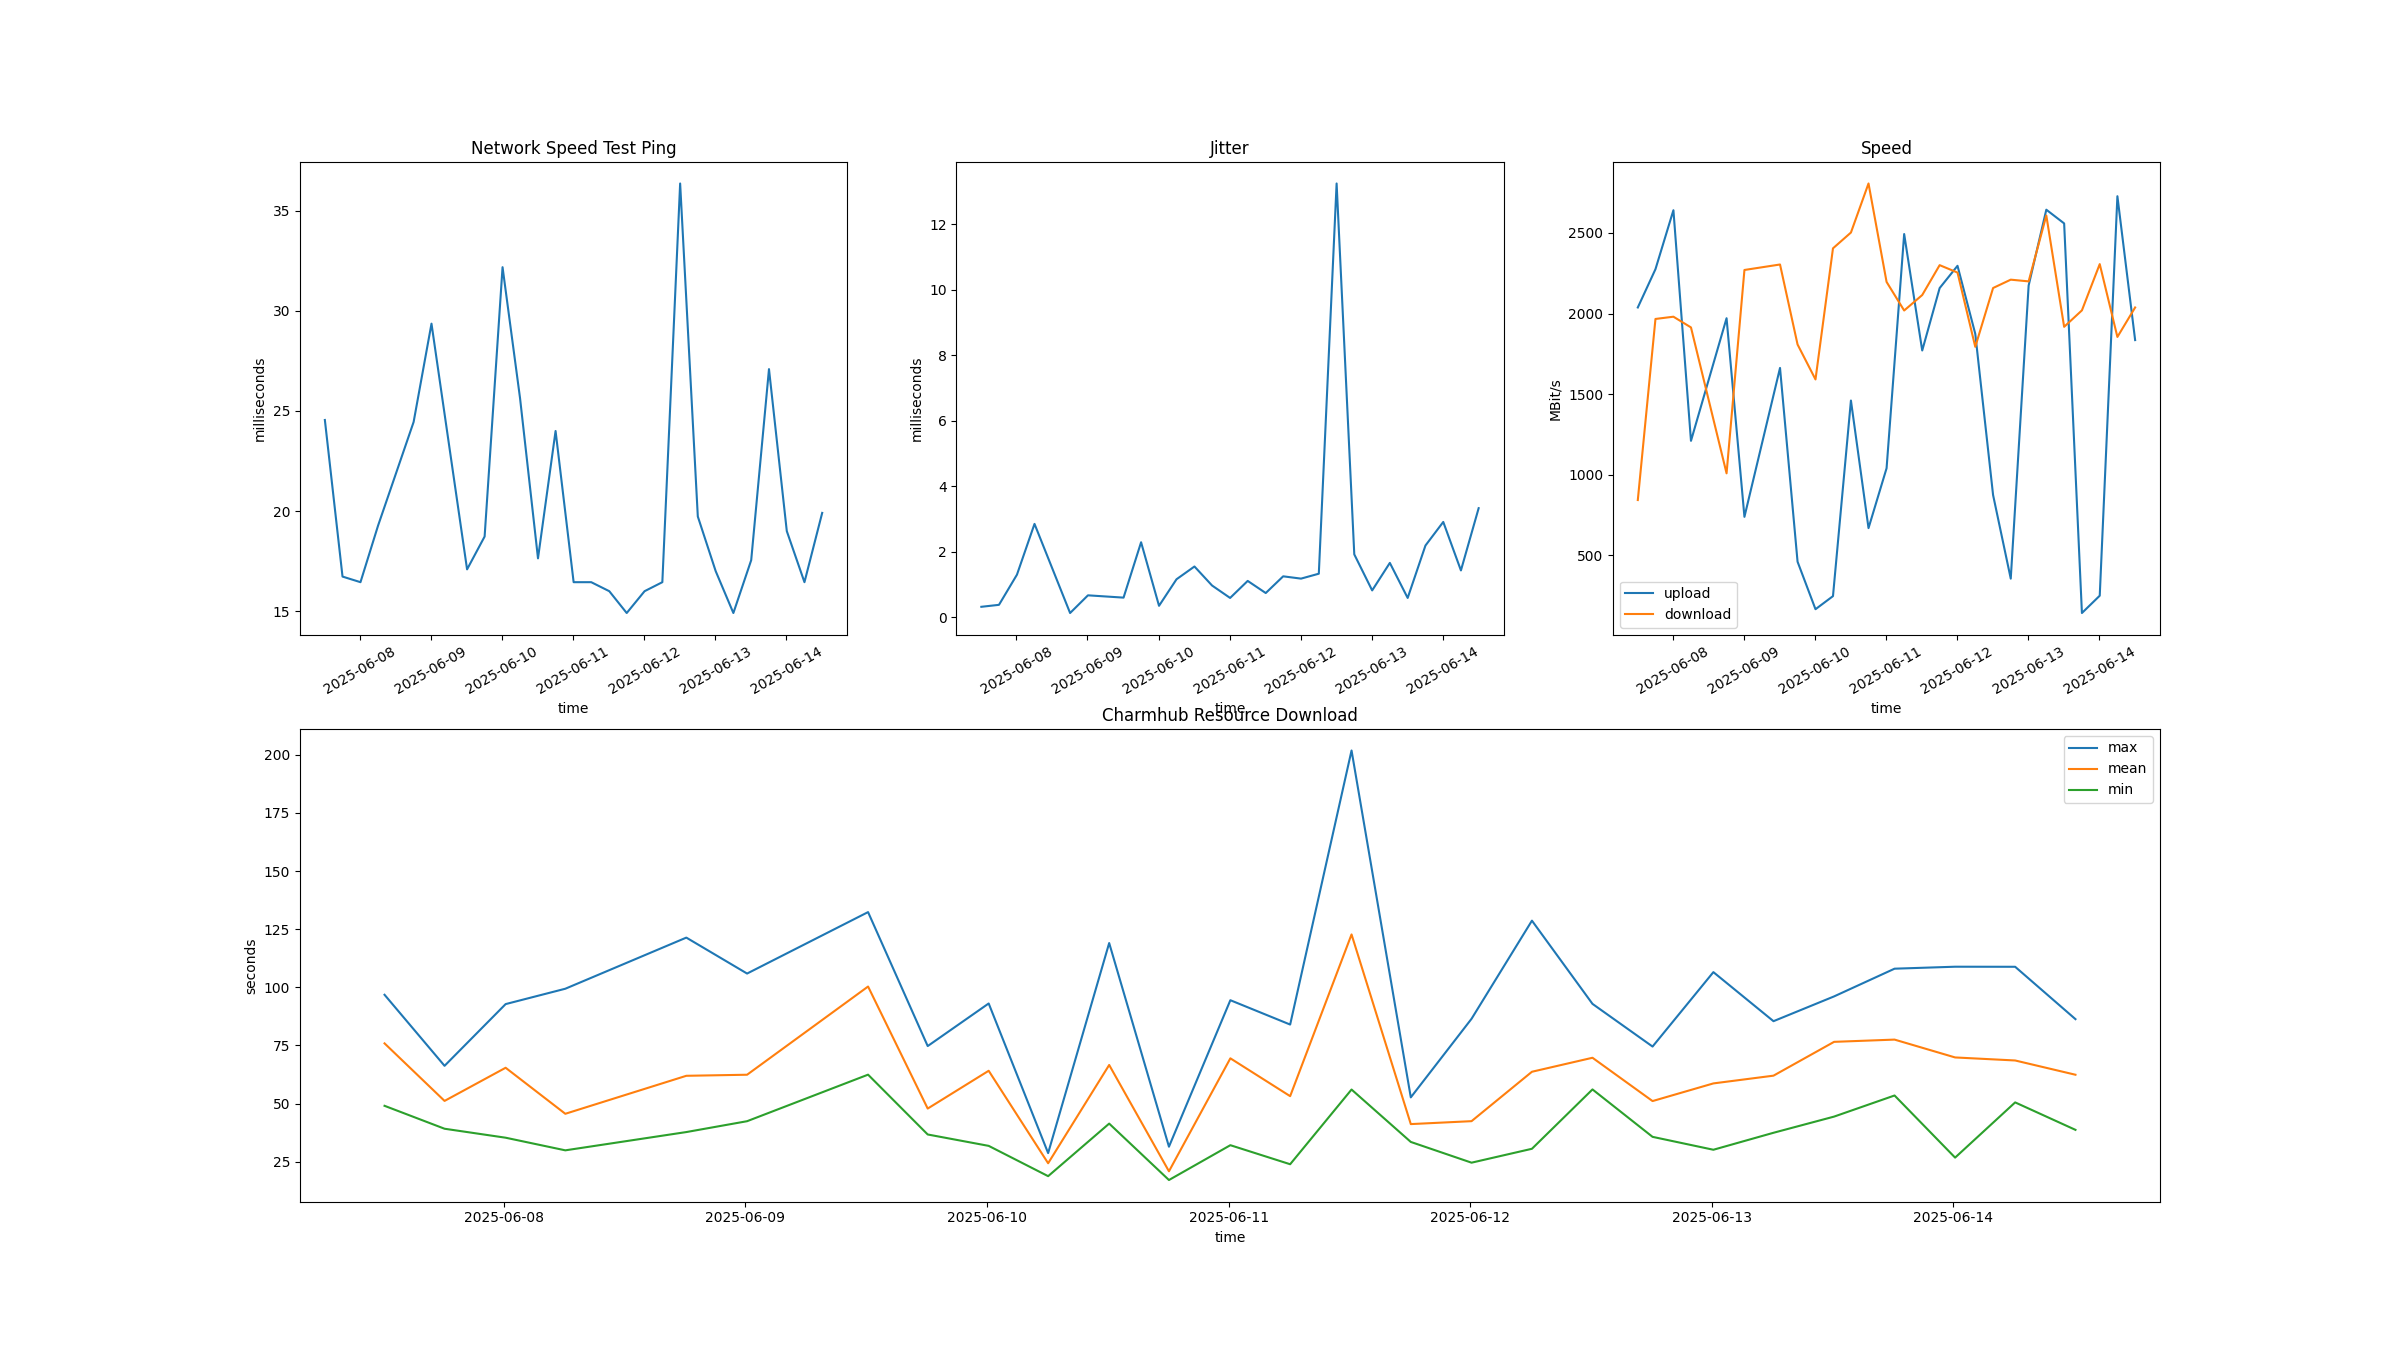 Network Speed Test Ping
milliseconds
35
30
25
20
15
2025-06-08 2025-06-09 2025-06-10 2025-06-11 2025-06-12 2025-06-13 2025-06-14
time
Jitter
milliseconds
12
10
8
6
4
2
0
2025-06-08 2025-06-09 2025-06-10 2025-06-11 2025-06-12 2025-06-13 2025-06-14
time
Speed
MBit/s
2500
2000
1500
1000
500
upload
download
2025-06-08 2025-06-09 2025-06-10 2025-06-11 2025-06-12 2025-06-13 2025-06-14
time
Charmhub Resource Download
seconds
200
175
150
125
100
75
50
25
max
mean
min
2025-06-08 2025-06-09 2025-06-10 2025-06-11 2025-06-12 2025-06-13 2025-06-14
time